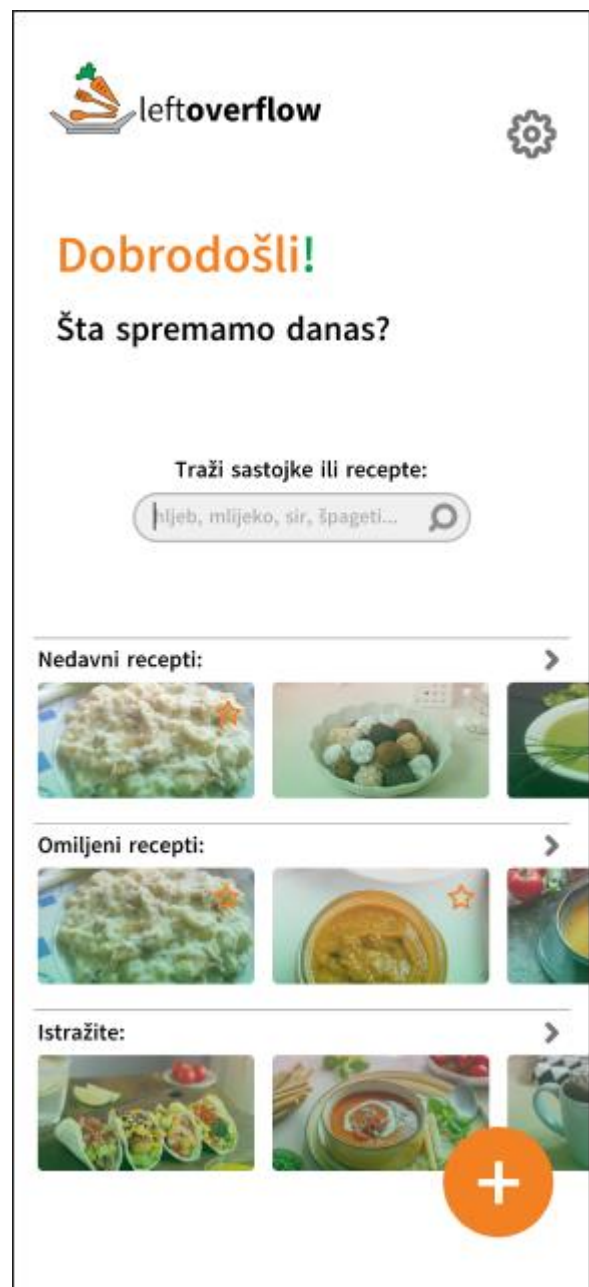 leftoverflow
Dobrodošli!
Šta spremamo danas?
Traži sastojke ili recepte:
hljeb, mlijeko, sir, špageti...
Nedavni recepti:
Omiljeni recepti:
Istražite: